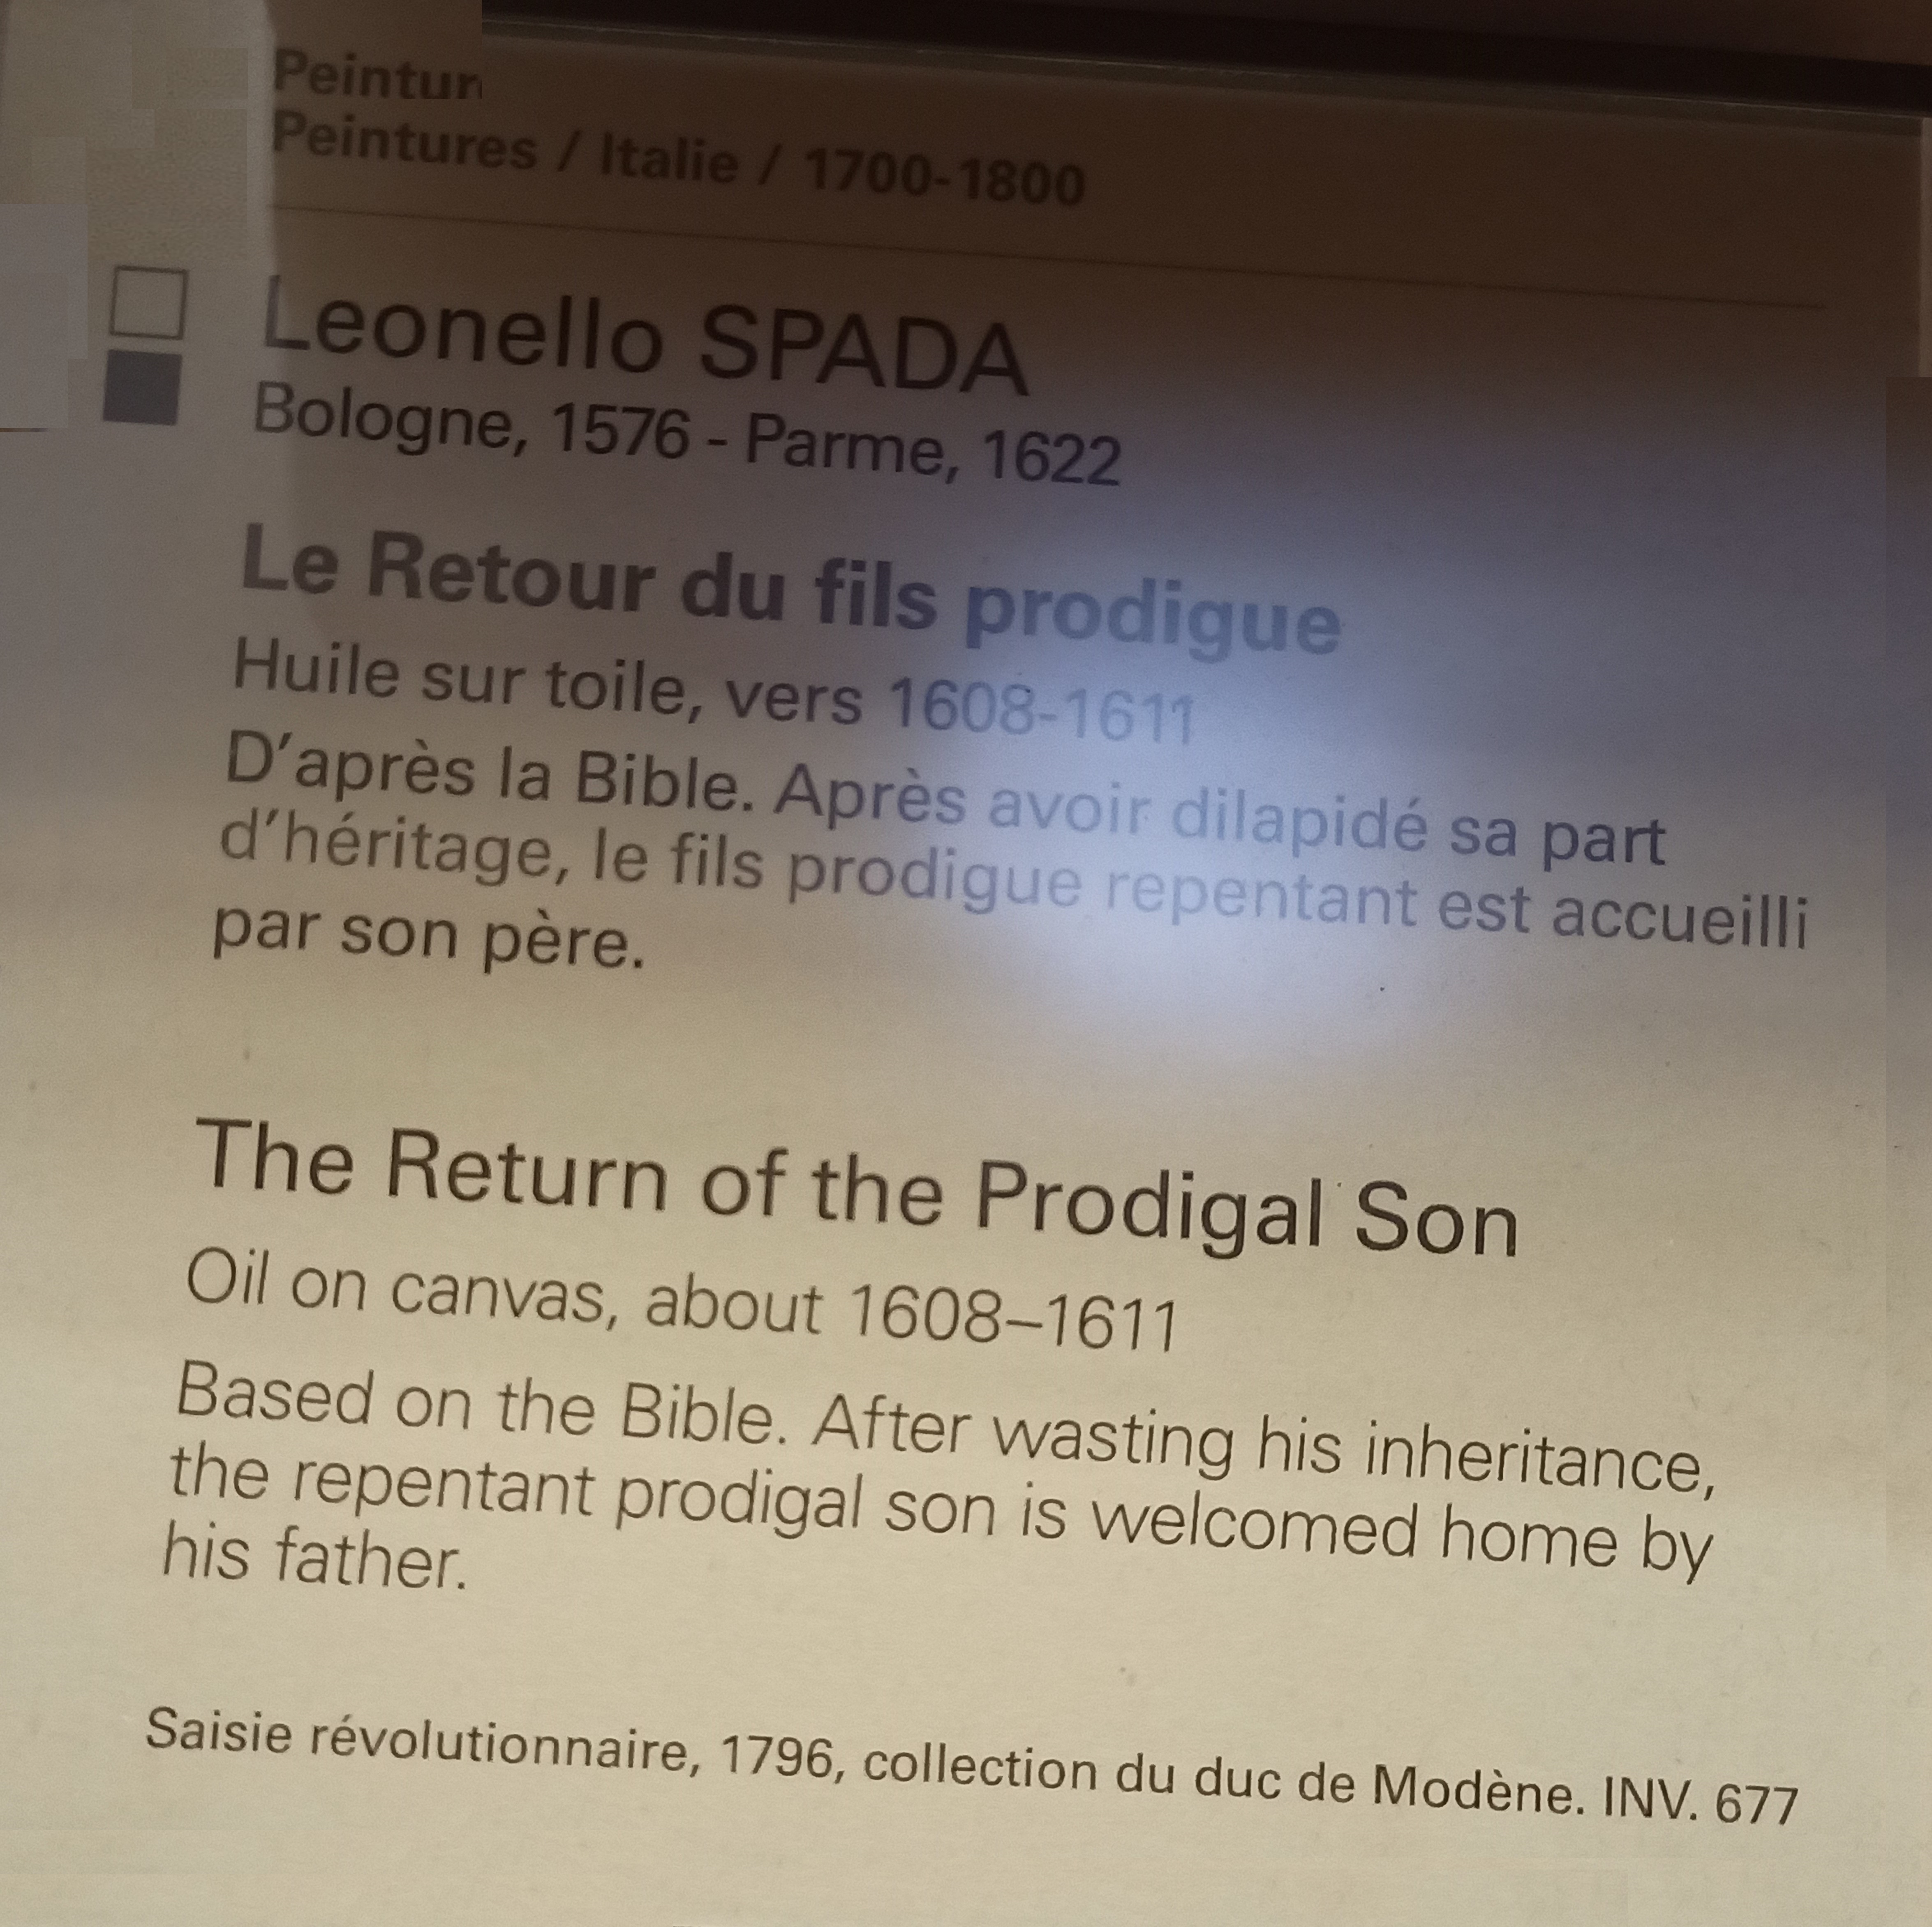 Peintures / Italie / 1700-1800
Leonello SPADA
Bologne, 1576 - Parme, 1622
Le Retour du fils prodigue
Huile sur toile, vers 1608-1611
D'après la Bible. Après avoir dilapidé sa part
d'héritage, le fils prodigue repentant est accueilli
par son père.
The Return of the Prodigal Son
Oil on canvas, about 1608–1611
Based on the Bible. After wasting his inheritance,
the repentant prodigal son is welcomed home by
his father.
Saisie révolutionnaire, 1796, collection du duc de Modène. INV. 677